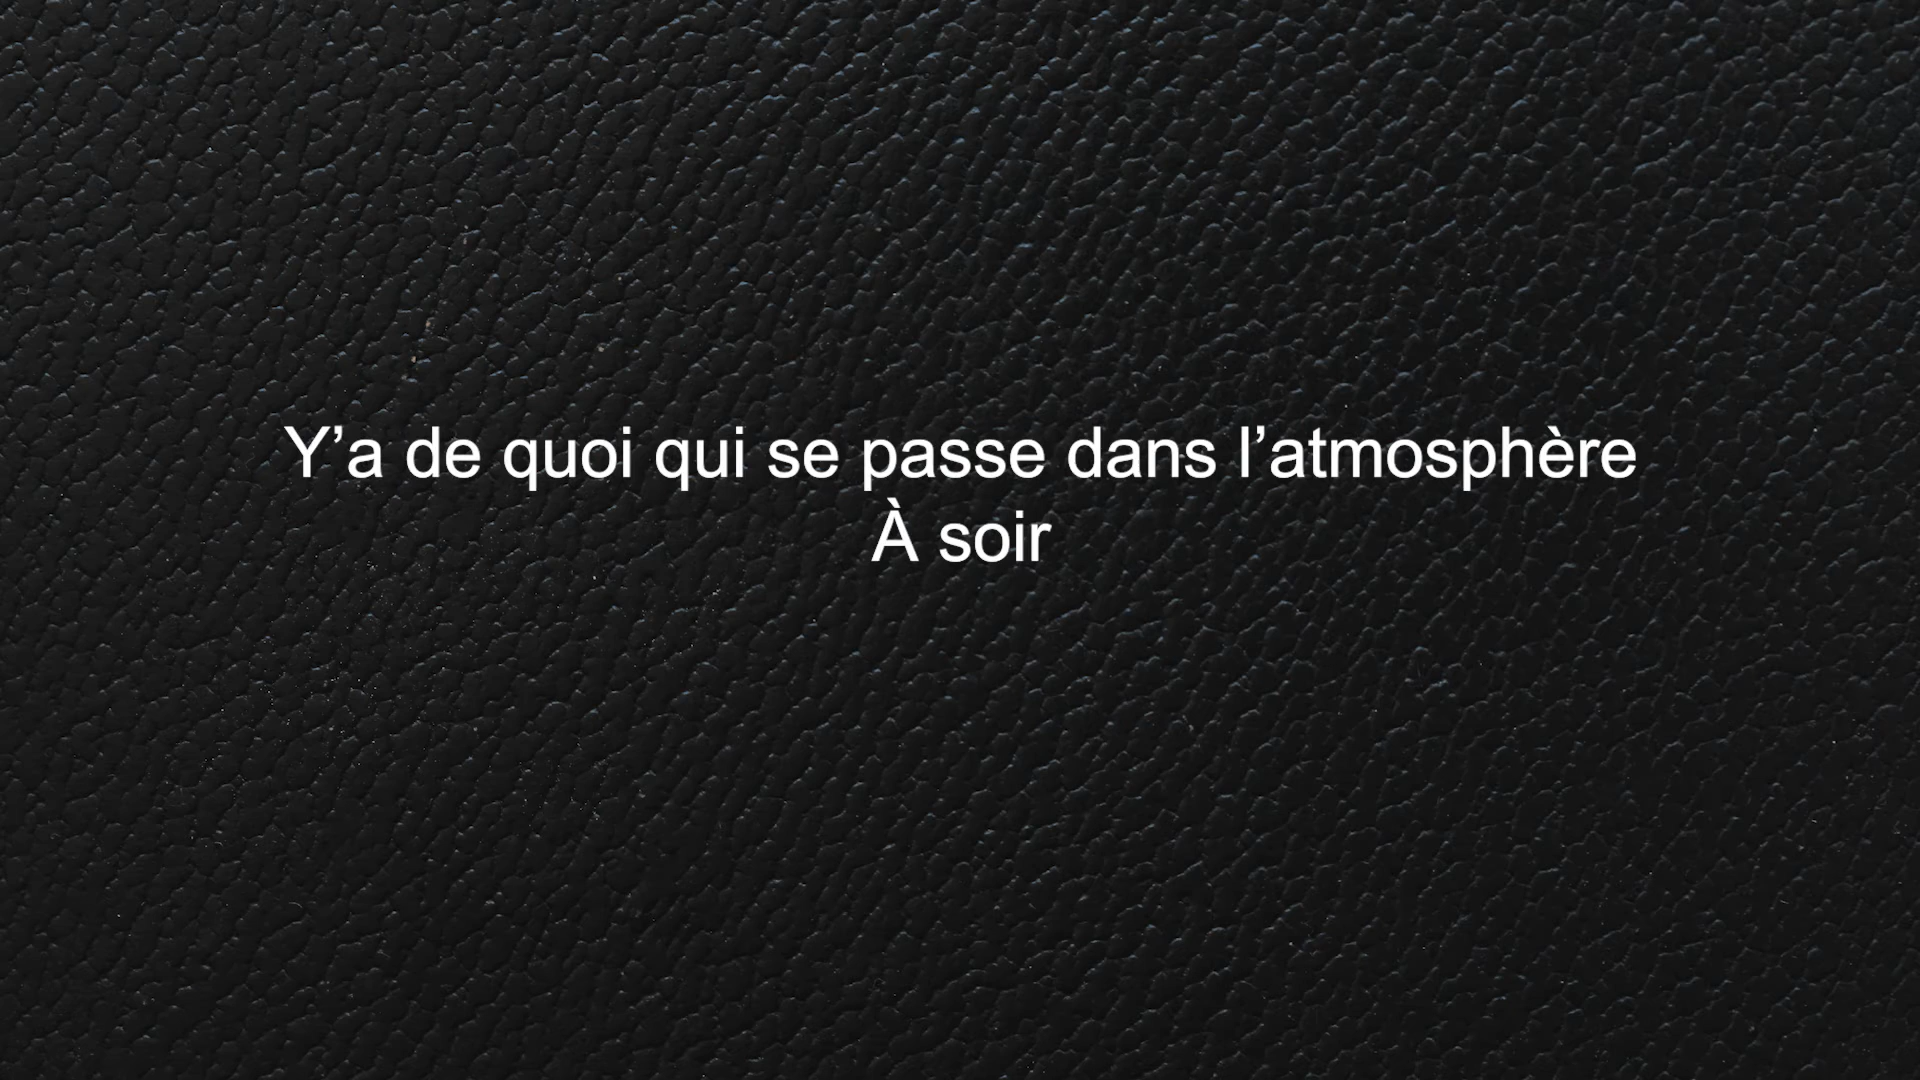 Y’a de quoi qui se passe dans l’atmosphère
À soir